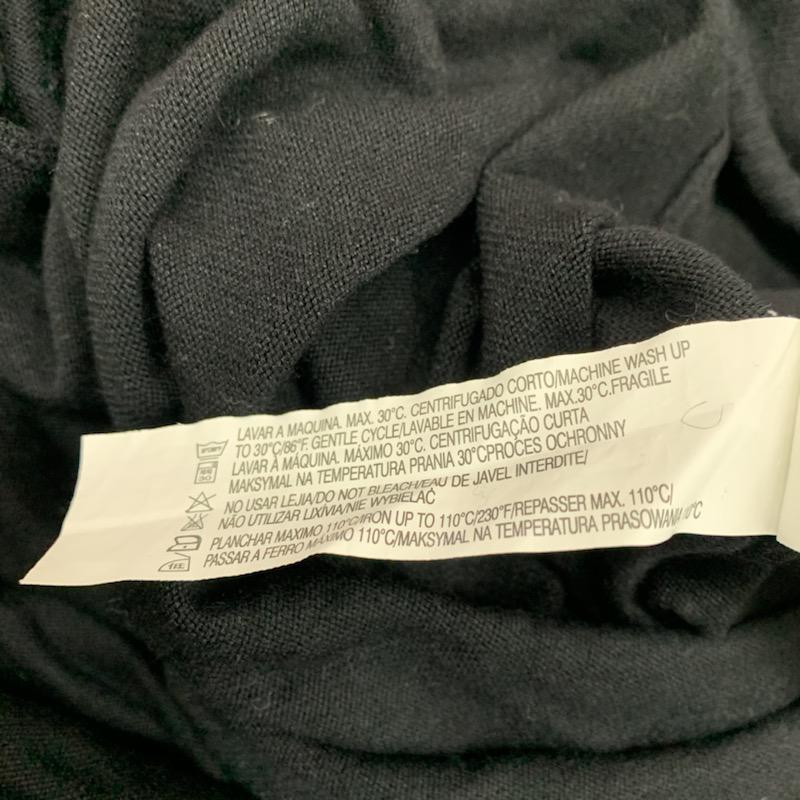 LAVAR A MAQUINA. MAX. 30°C. CENTRIFUGADO CORTO/MACHINE WASH UP
TO 30°C/86°F. GENTLE CYCLE/LAVABLE EN MACHINE. MAX.30°C.FRAGILE
LAVAR À MÁQUINA. MÁXIMO 30°C. CENTRIFUGAÇÃO CURTA
MAKSYMAL NA TEMPERATURA PRANIA 30°CPROCES OCHRONNY
NO USAR LEJIA/DO NOT BLEACH/EAU DE JAVEL INTERDITE/
NÃO UTILIZAR LIXÍVIA/NIE WYBIELAĆ
PLANCHAR MAXIMO 110°C/IRON UP TO 110°C/230°F/REPASSER MAX. 110°C/
PASSAR A FERRO MÁXIMO 110°C/MAKSYMAL NA TEMPERATURA PRASOWANIA